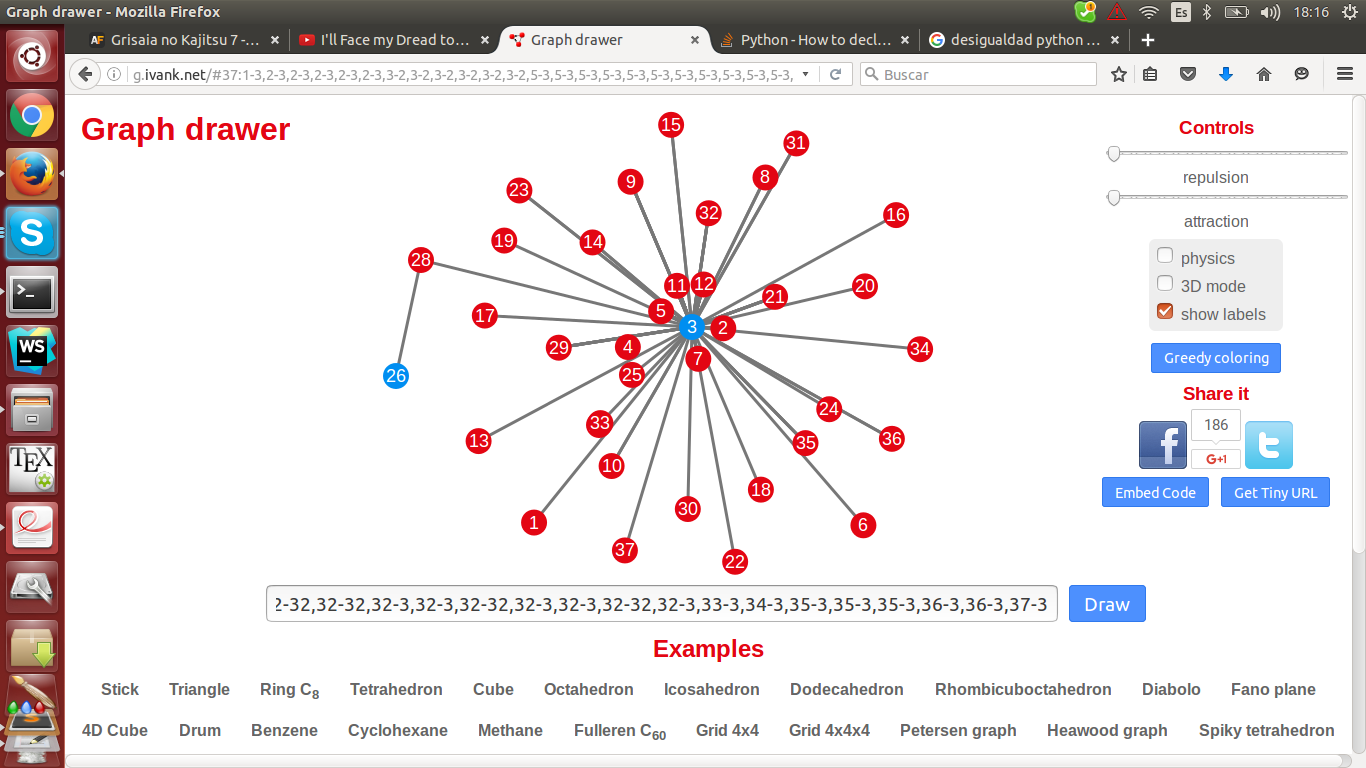 Graph drawer - Mozilla Firefox
Es
18:16
Grisaia no Kajitsu 7 -...
I'll Face my Dread to...
Graph drawer
Python - How to decl...
desigualdad python ...
g.ivank.net/#37:1-3,2-3,2-3,2-3,2-3,2-3,3-2,3-2,3-2,3-2,3-2,3-2,5-3,5-3,5-3,5-3,5-3,5-3,5-3,5-3,5-3,5-3,5-3,
Buscar
Graph drawer
15
31
9
8
23
32
16
19
14
28
11
12
20
21
5
17
3
2
29
4
34
7
26
25
24
33
13
35
36
10
18
30
1
6
37
22
Controls
repulsion
attraction
physics
3D mode
show labels
Greedy coloring
Share it
f
186
G+1
t
Embed Code
Get Tiny URL
2-32,32-32,32-3,32-3,32-32,32-3,32-3,32-32,32-3,33-3,34-3,35-3,35-3,35-3,36-3,36-3,37-3
Draw
Examples
Stick Triangle Ring C8 Tetrahedron Cube Octahedron Icosahedron Dodecahedron Rhombicuboctahedron Diabolo Fano plane
4D Cube Drum Benzene Cyclohexane Methane Fulleren C60 Grid 4x4 Grid 4x4x4 Petersen graph Heawood graph Spiky tetrahedron
S
WS
TEX